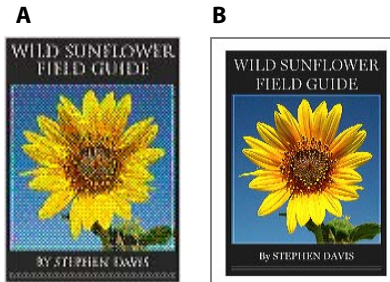 A
WILD SUNFLOWER
FIELD GUIDE
BY STEPHEN DAVIS
B
WILD SUNFLOWER
FIELD GUIDE
By STEPHEN DAVIS